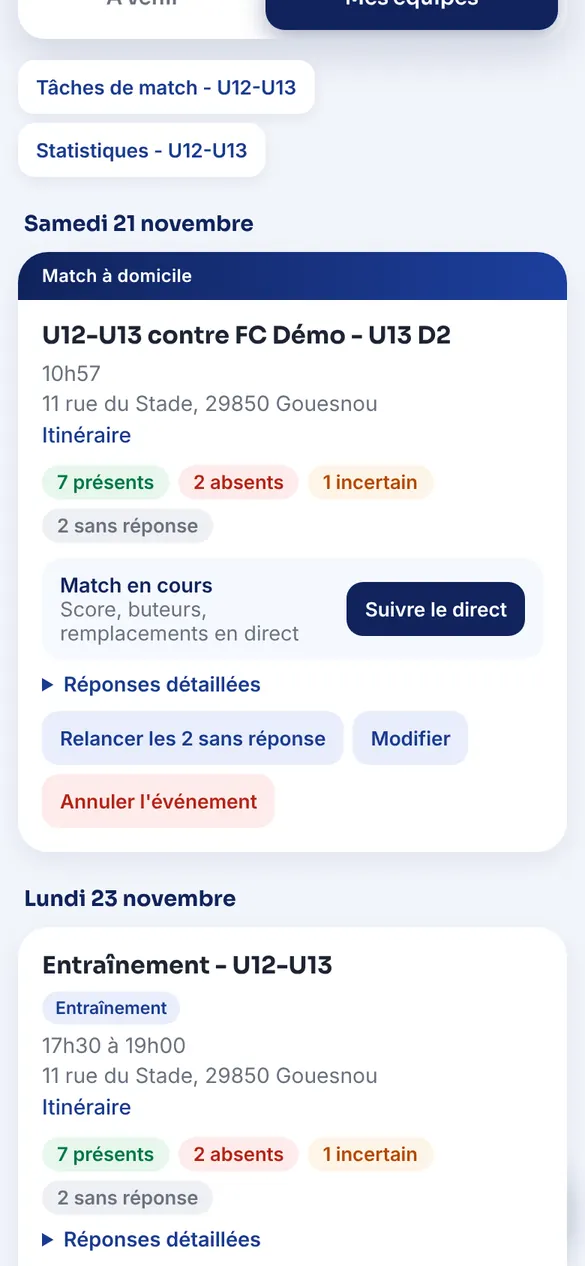 À venir
Mes équipes
Tâches de match - U12-U13
Statistiques - U12-U13
Samedi 21 novembre
Match à domicile
U12-U13 contre FC Démo - U13 D2
10h57
11 rue du Stade, 29850 Gouesnou
Itinéraire
7 présents 2 absents 1 incertain
2 sans réponse
Match en cours
Score, buteurs,
remplacements en direct
Suivre le direct
Réponses détaillées
Relancer les 2 sans réponse Modifier
Annuler l'événement
Lundi 23 novembre
Entraînement - U12-U13
Entraînement
17h30 à 19h00
11 rue du Stade, 29850 Gouesnou
Itinéraire
7 présents 2 absents 1 incertain
2 sans réponse
Réponses détaillées